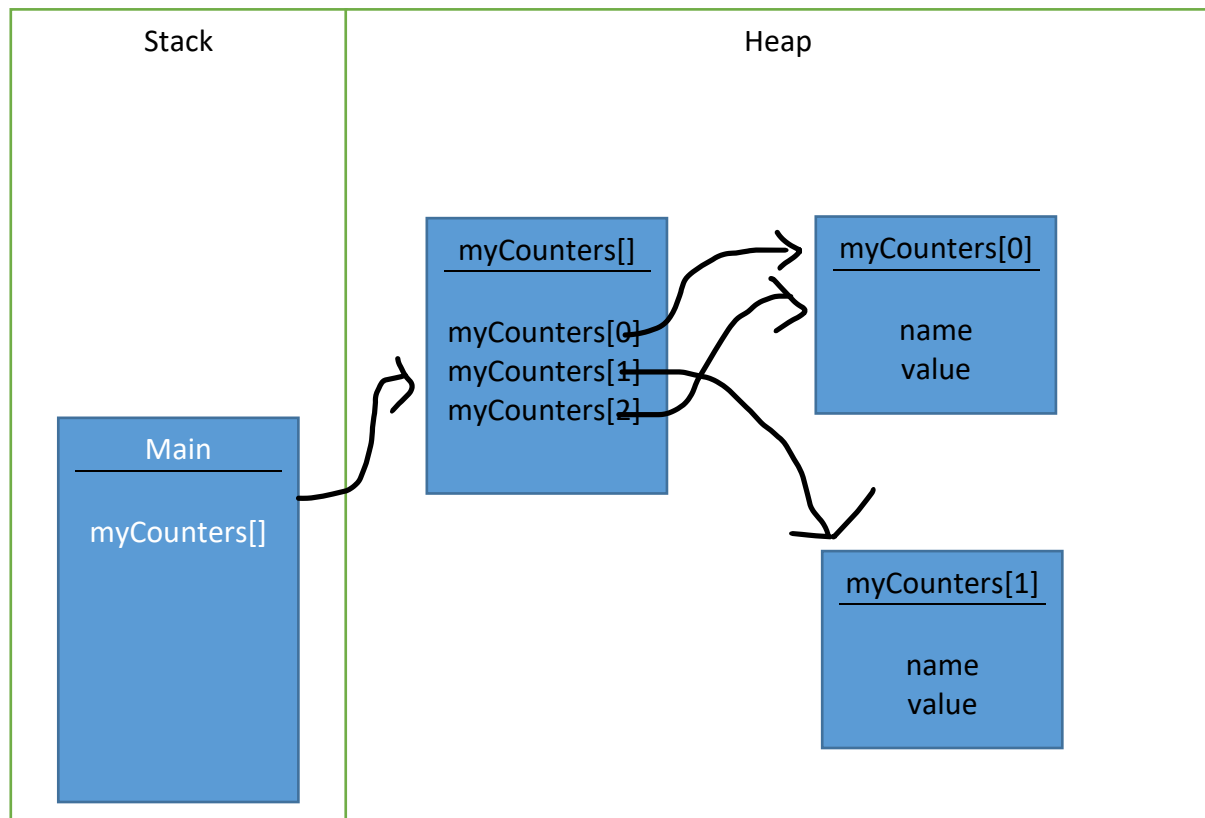 Stack
Heap
Main
myCounters[]
myCounters[]
myCounters[0]
myCounters[1]
myCounters[2]
myCounters[0]
name
value
myCounters[1]
name
value